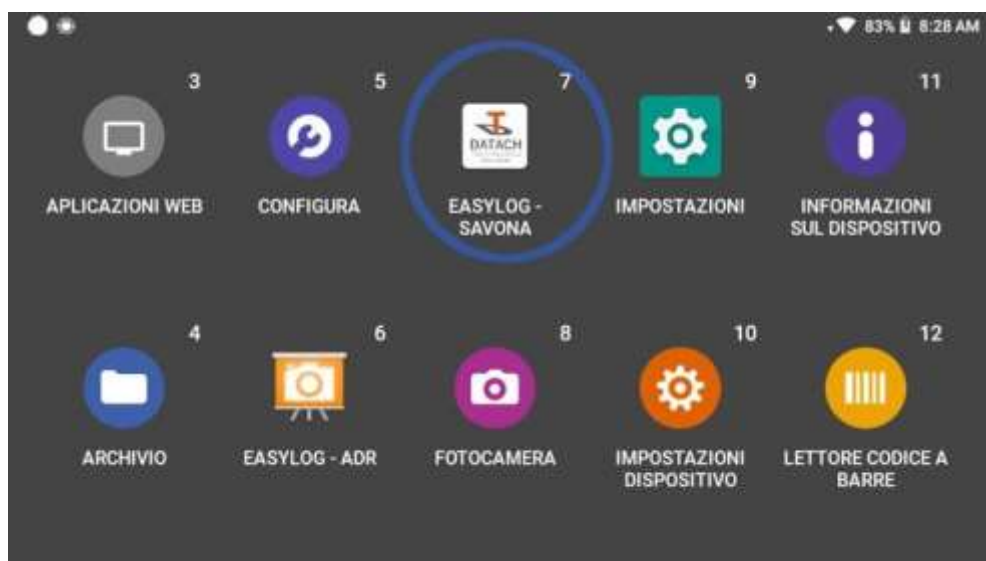 83% 8:28 AM
3
5
7
9
11
DATACH
APLICAZIONI WEB
CONFIGURA
EASYLOG -
SAVONA
IMPOSTAZIONI
INFORMAZIONI
SUL DISPOSITIVO
4
6
8
10
12
ARCHIVIO
EASYLOG - ADR
FOTOCAMERA
IMPOSTAZIONI
DISPOSITIVO
LETTORE CODICE A
BARRE